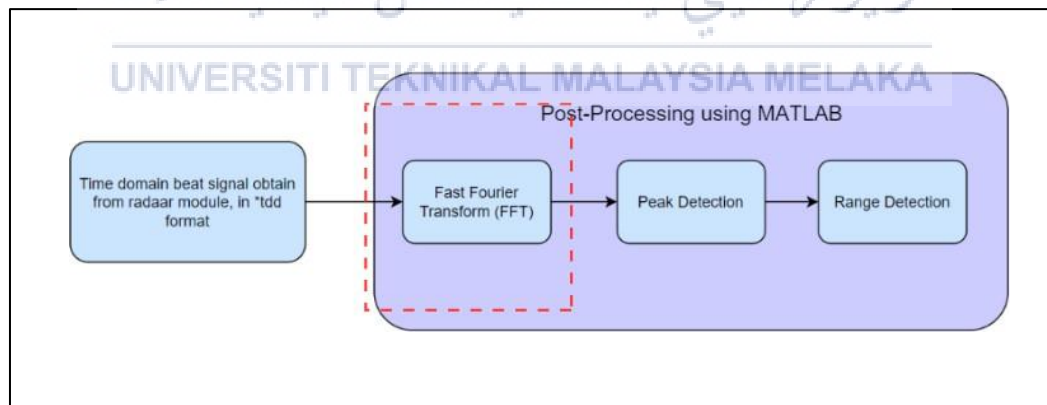 UNIVERSITI TEKNIKAL MALAYSIA MELAKA
Post-Processing using MATLAB
Time domain beat signal obtain
from radaar module, in *tdd
format
Fast Fourier
Transform (FFT)
Peak Detection
Range Detection